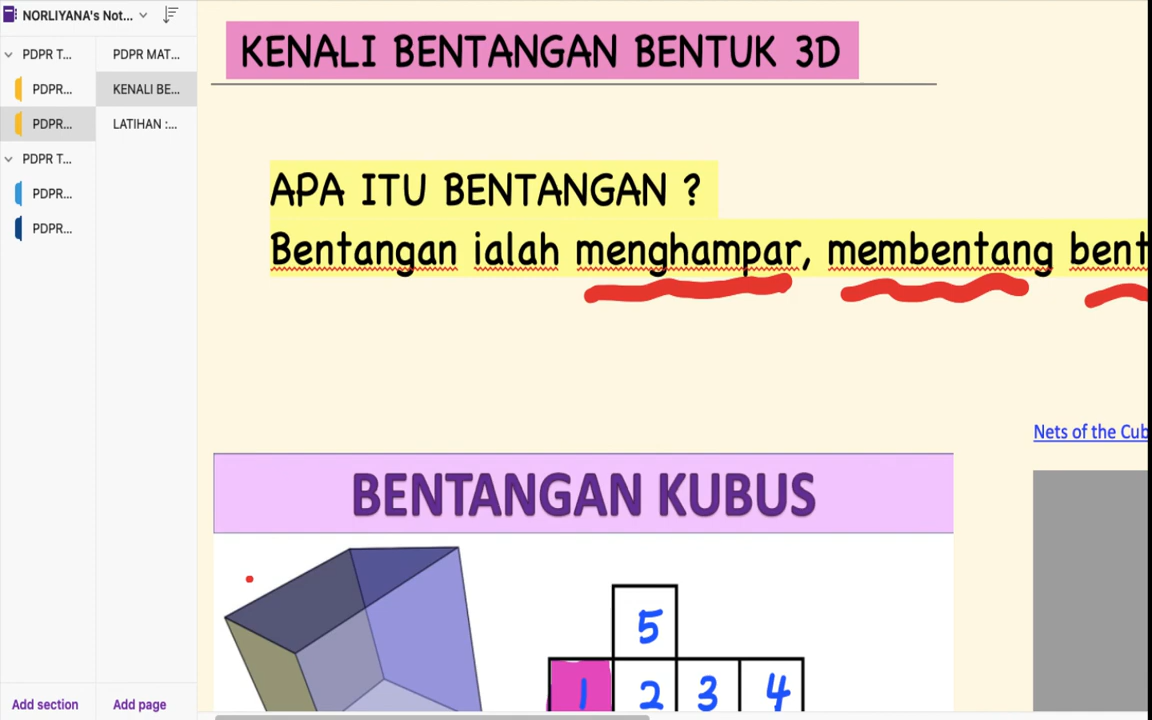 NORLIYANA's Not...
PDPR T...
PDPR...
PDPR...
PDPR T...
PDPR...
PDPR...
Add section
PDPR MAT...
KENALI BE...
LATIHAN :...
Add page
KENALI BENTANGAN BENTUK 3D
APA ITU BENTANGAN ?
Bentangan ialah menghampar, membentang bent
Nets of the Cub
BENTANGAN KUBUS
5
1 2 3 4